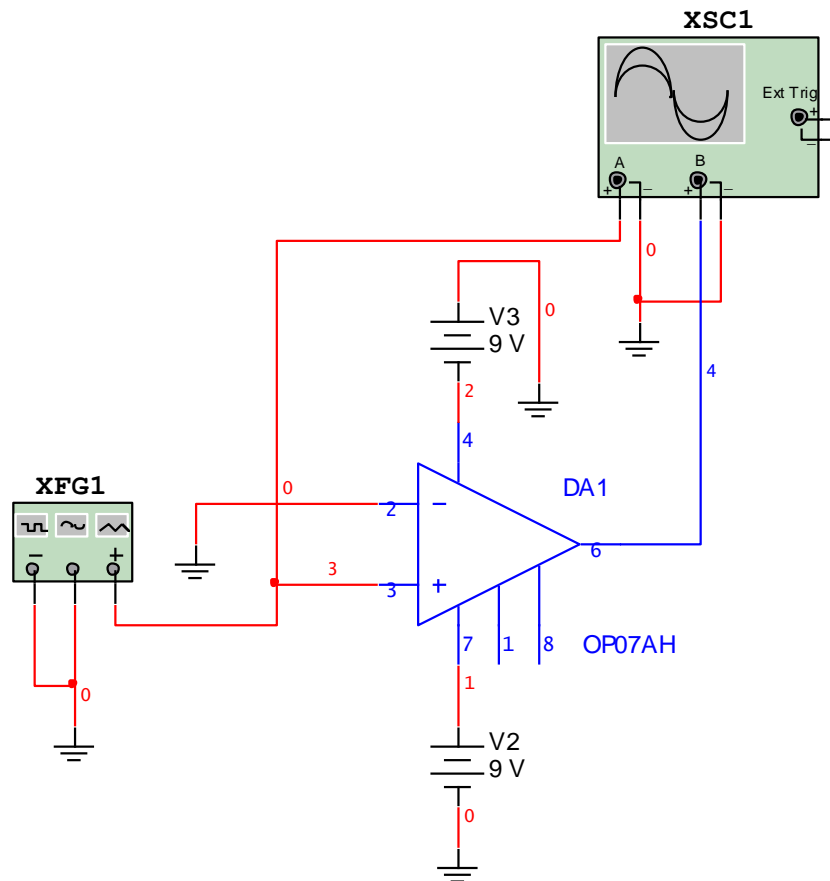 XSC1
Ext Trig
+
A
B
_
+
_
+
_
0
V3
9 V
0
2
4
4
XFG1
0
DA1
2
−
6
3
3
+
−
+
7
1
8
OP07AH
1
0
V2
9 V
0